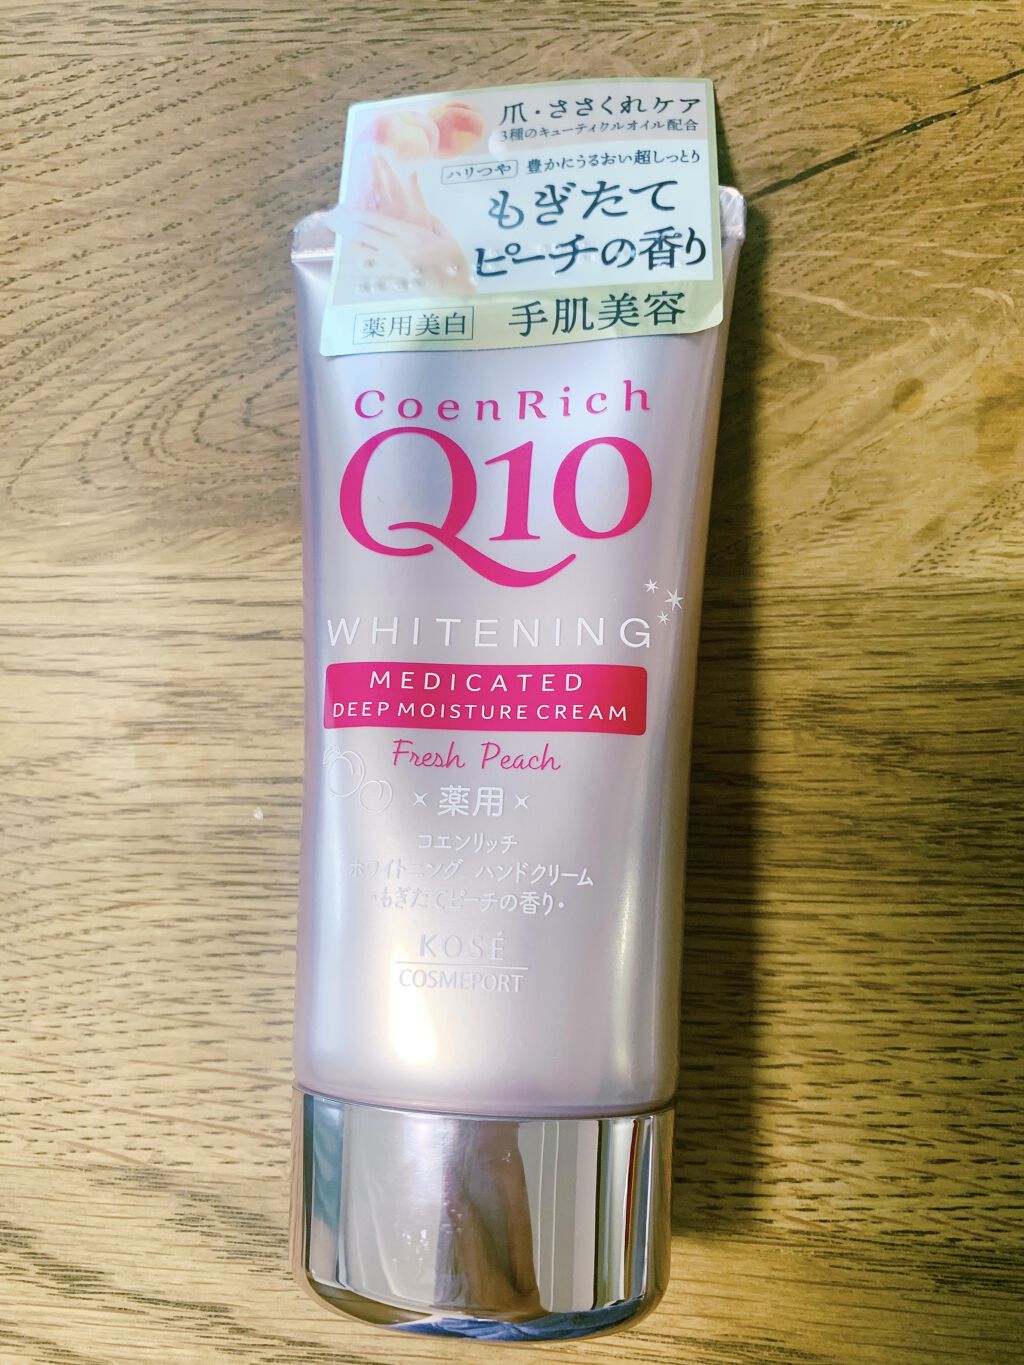 爪・ささくれケア
3種のキューティクルオイル配合
ハリつや 豊かにうるおい超しっとり
もぎたて
ピーチの香り
薬用美白 手肌美容
CoenRich
Q10
WHITENING
MEDICATED
DEEP MOISTURE CREAM
Fresh Peach
薬用
コエンリッチ
ホワイトニング ハンドクリーム
・もぎたてピーチの香り・
KOSÉ
COSMEPORT